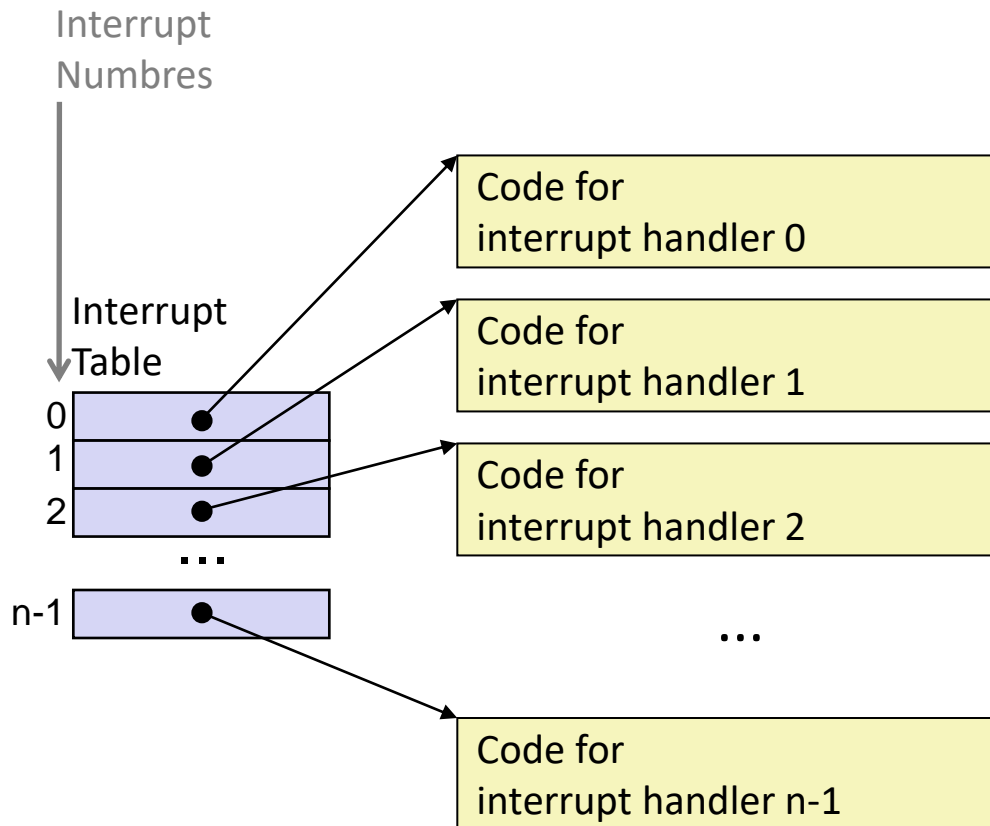 Interrupt
Numbres
Code for
interrupt handler 0
Interrupt
Table
Code for
interrupt handler 1
0
1
2
Code for
interrupt handler 2
...
n-1
...
Code for
interrupt handler n-1